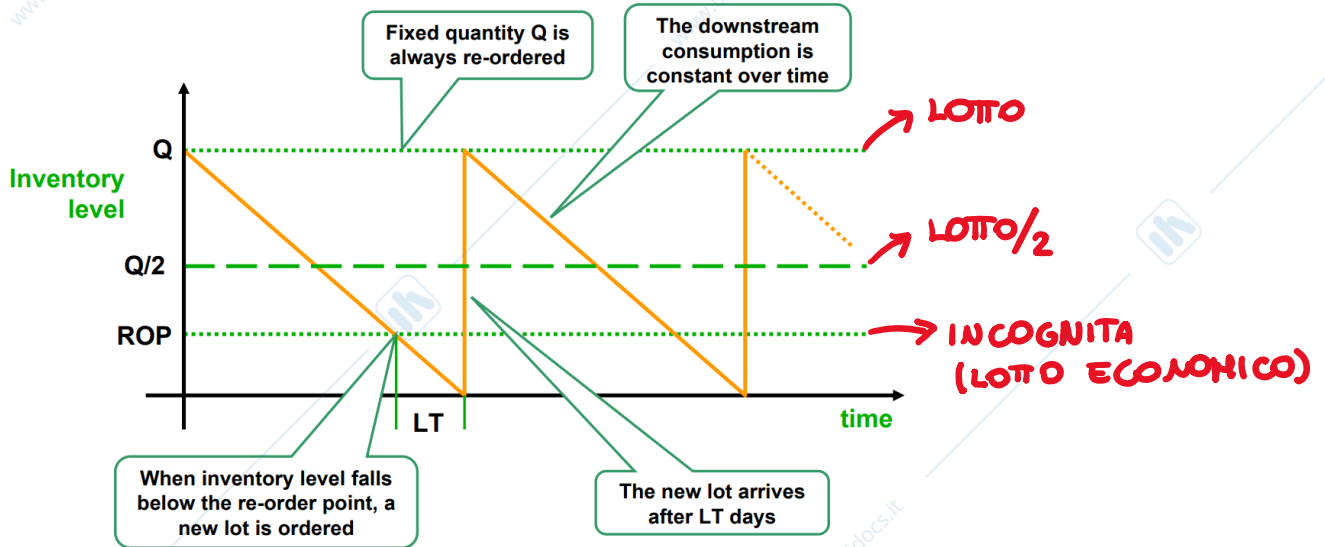 Fixed quantity Q is
always re-ordered
The downstream
consumption is
constant over time
LOTTO
Q
Inventory
level
LOTTO/2
Q/2
ROP
INCOGNITA
(LOTTO ECONOMICO)
LT
time
When inventory level falls
below the re-order point, a
new lot is ordered
The new lot arrives
after LT days